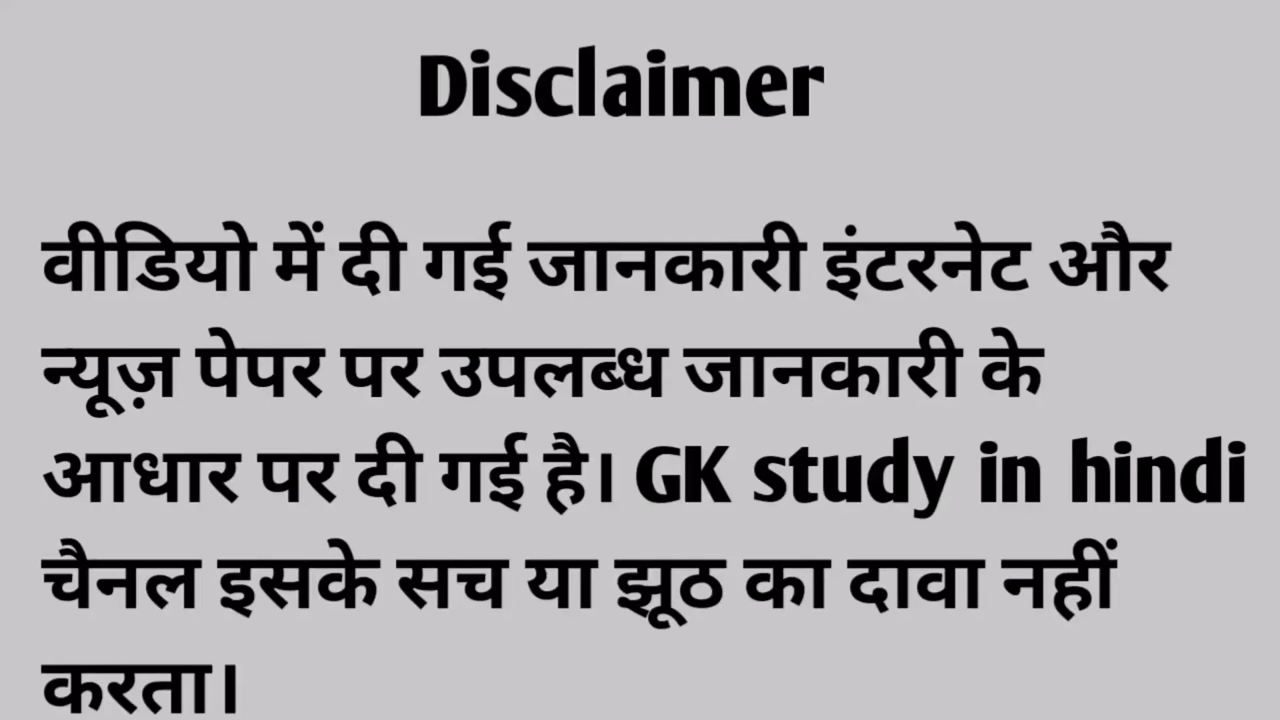 Disclaimer
वीडियो में दी गई जानकारी इंटरनेट और
न्यूज़ पेपर पर उपलब्ध जानकारी के
आधार पर दी गई है। GK study in hindi
चैनल इसके सच या झूठ का दावा नहीं
करता।